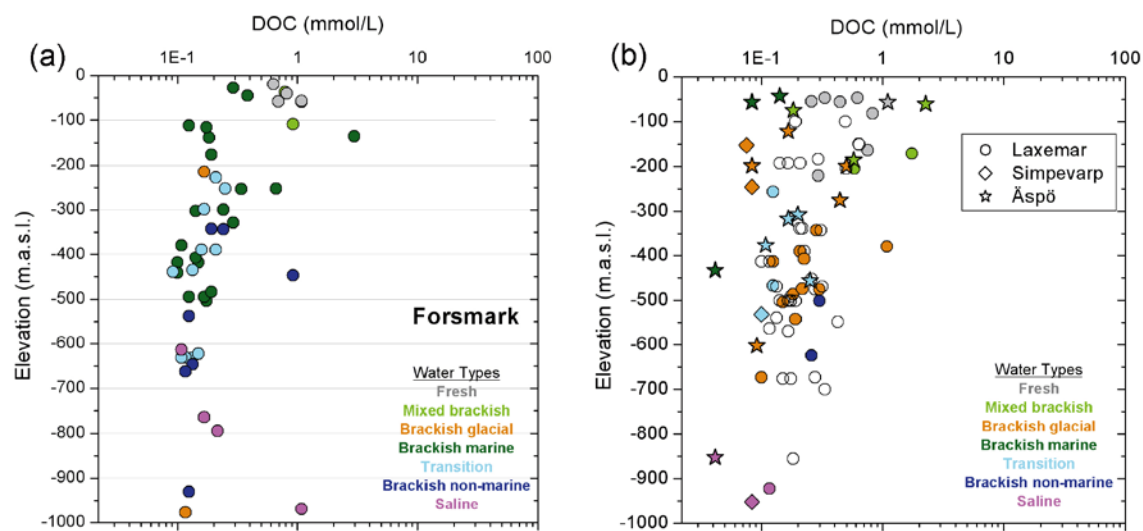 DOC (mmol/L)
(a)
1E-1
1
10
100
0
-100
-200
-300
-400
-500
-600
-700
-800
-900
-1000
Elevation (m.a.s.l.)
Forsmark
Water Types
Fresh
Mixed brackish
Brackish glacial
Brackish marine
Transition
Brackish non-marine
Saline
DOC (mmol/L)
(b)
1E-1
1
10
100
0
-100
-200
-300
-400
-500
-600
-700
-800
-900
-1000
Elevation (m.a.s.l.)
Laxemar
Simpevarp
Äspö
Water Types
Fresh
Mixed brackish
Brackish glacial
Brackish marine
Transition
Brackish non-marine
Saline